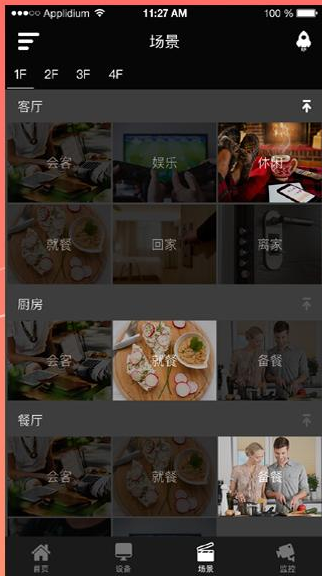 Applidium 11:27 AM 100 %
场景
1F 2F 3F 4F
客厅
会客 娱乐 休闲
就餐 回家 离家
厨房
会客 就餐 备餐
餐厅
会客 就餐 备餐
首页 设备 场景 监控